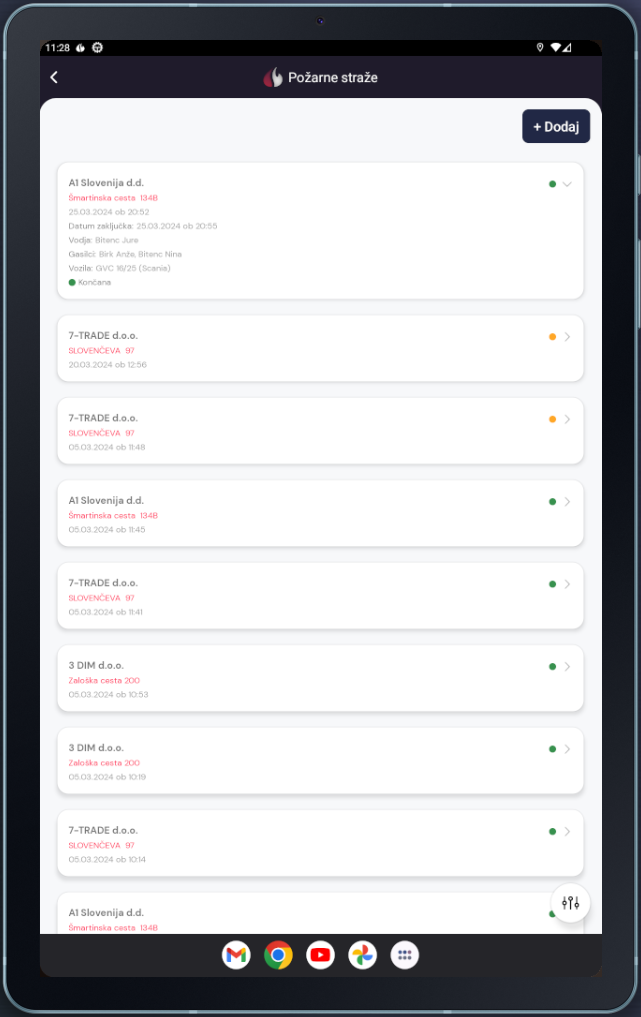 11:28
Požarne straže
+ Dodaj
A1 Slovenija d.d.
Šmartinska cesta 134B
25.03.2024 ob 20:52
Datum zaključka: 25.03.2024 ob 20:55
Vodja: Bitenc Jure
Gasilci: Birk Anže, Bitenc Nina
Vozila: GVC 16/25 (Scania)
Končana
7-TRADE d.o.o.
SLOVENČEVA 97
20.03.2024 ob 12:56
7-TRADE d.o.o.
SLOVENČEVA 97
05.03.2024 ob 11:48
A1 Slovenija d.d.
Šmartinska cesta 134B
05.03.2024 ob 11:45
7-TRADE d.o.o.
SLOVENČEVA 97
05.03.2024 ob 11:41
3 DIM d.o.o.
Zaloška cesta 200
05.03.2024 ob 10:53
3 DIM d.o.o.
Zaloška cesta 200
05.03.2024 ob 10:19
7-TRADE d.o.o.
SLOVENČEVA 97
05.03.2024 ob 10:14
A1 Slovenija d.d.
Šmartinska cesta 134B